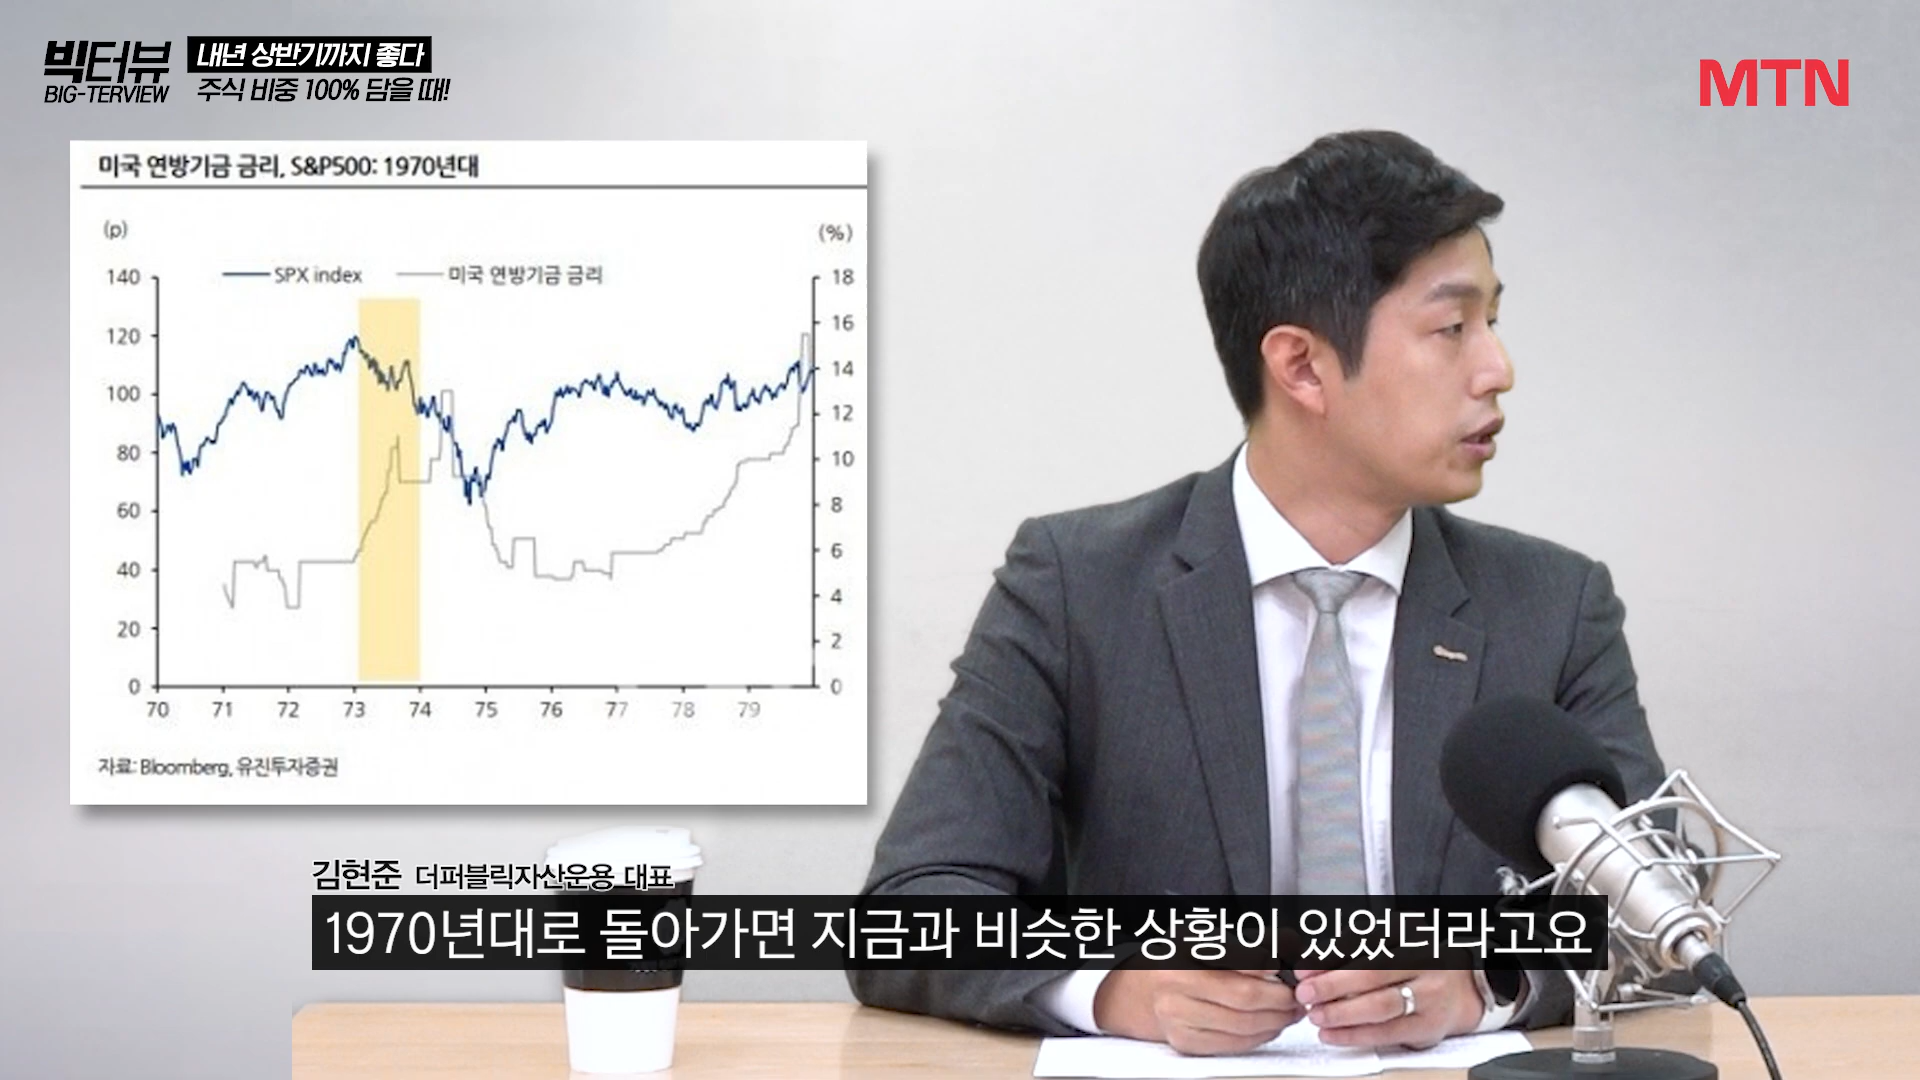 빅터뷰
BIG-TERVIEW
내년 상반기까지 좋다
주식 비중 100% 담을 때!
MTN
미국 연방기금 금리, S&P500: 1970년대
(p)
(%)
SPX index
미국 연방기금 금리
140
120
100
80
60
40
20
0
18
16
14
12
10
8
6
4
2
0
70 71 72 73 74 75 76 77 78 79
자료: Bloomberg, 유진투자증권
김현준 더퍼블릭자산운용 대표
1970년대로 돌아가면 지금과 비슷한 상황이 있었더라고요